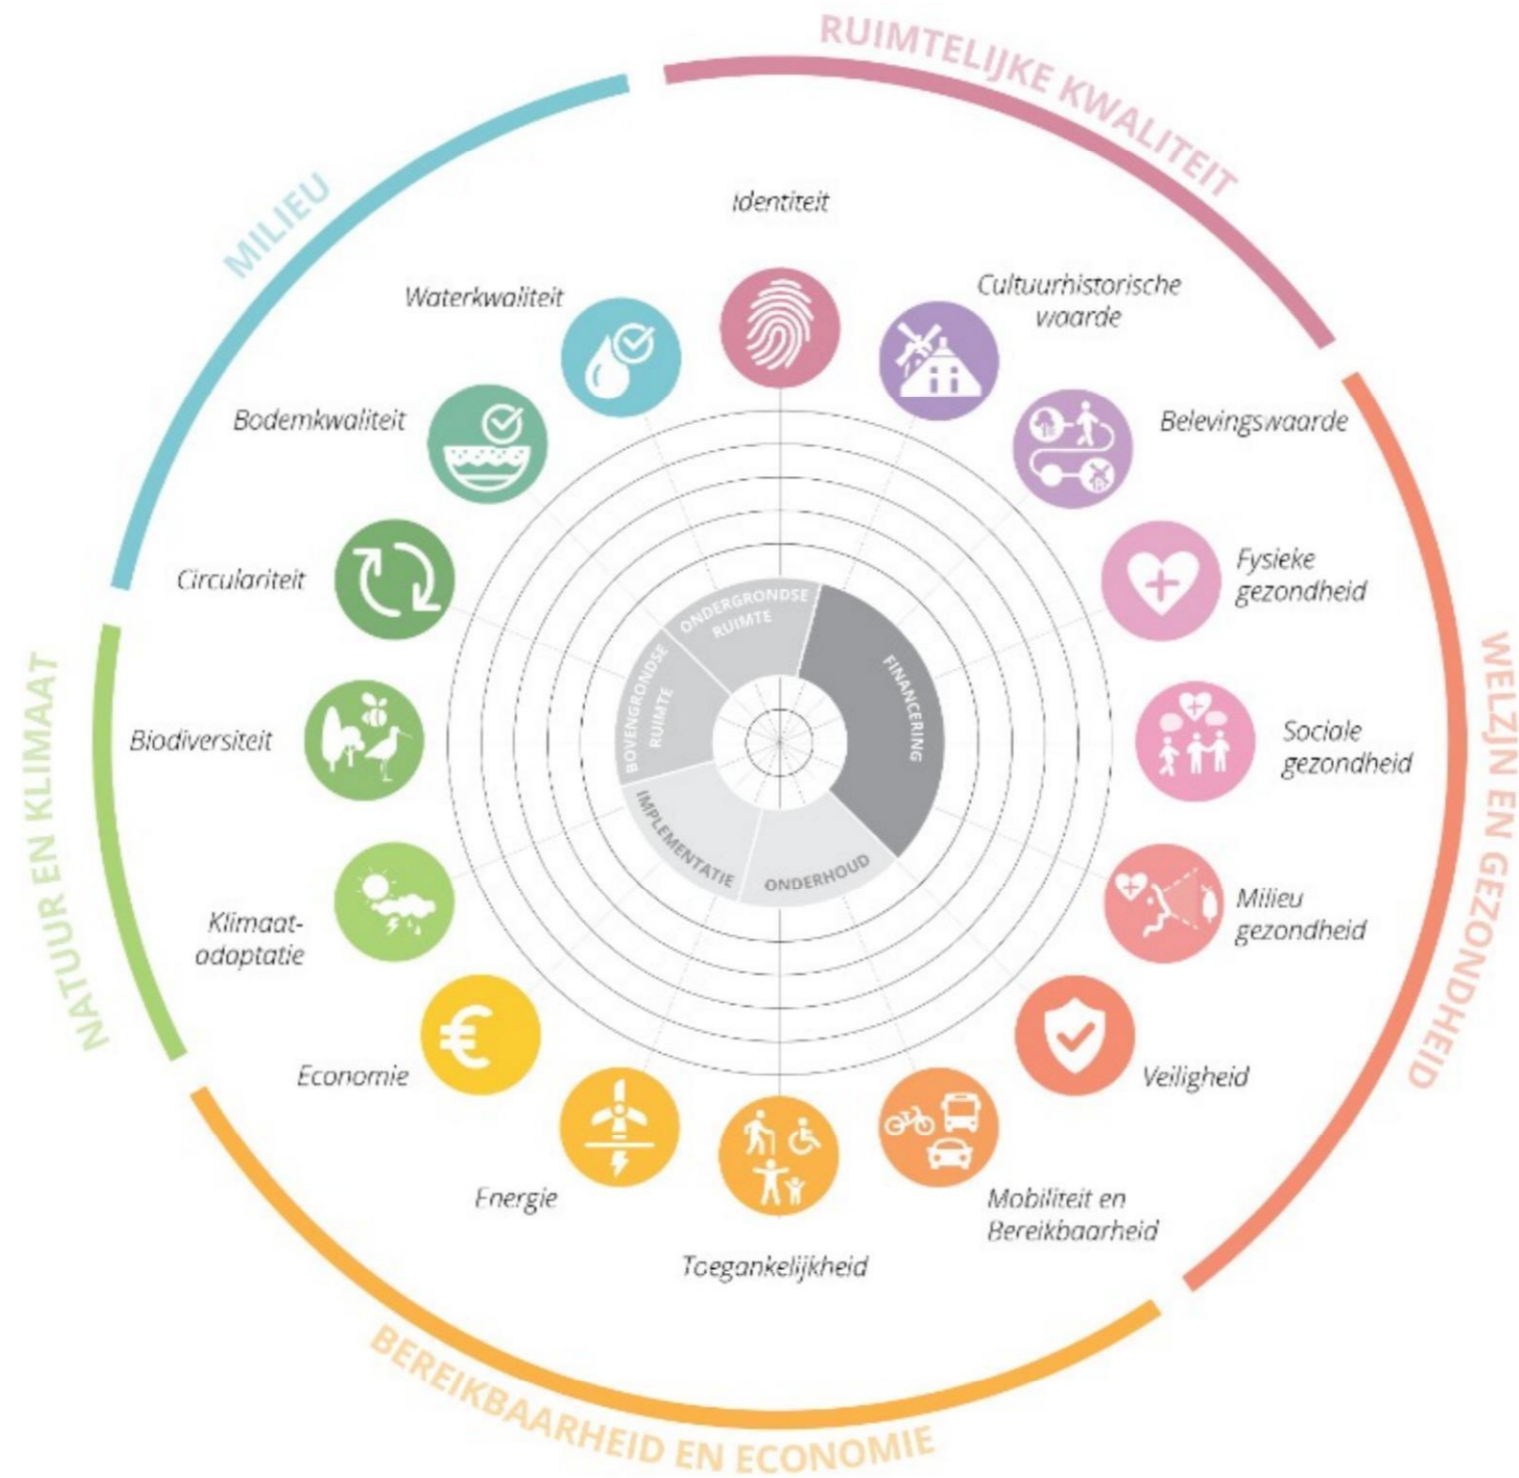 RUIMTELIJKE KWALITEIT
MILIEU
Identiteit
Cultuurhistorische
waarde
Waterkwaliteit
Belevingswaarde
Bodemkwaliteit
Fysieke
gezondheid
Circulariteit
ONDERGRONDSE
RUIMTE
BOVENGRONDSE
RUIMTE
FINANCERING
IMPLEMENTATIE
ONDERHOUD
Biodiversiteit
Sociale
gezondheid
NATUUR EN KLIMAAT
WELZJN EN GEZONDHEID
Milieu
gezondheid
Klimaat-
adaptatie
€
Economie
Veiligheid
Energie
Mobiliteit en
Bereikbaarheid
Toegankelijkheid
BEREIKBAARHEID EN ECONOMIE